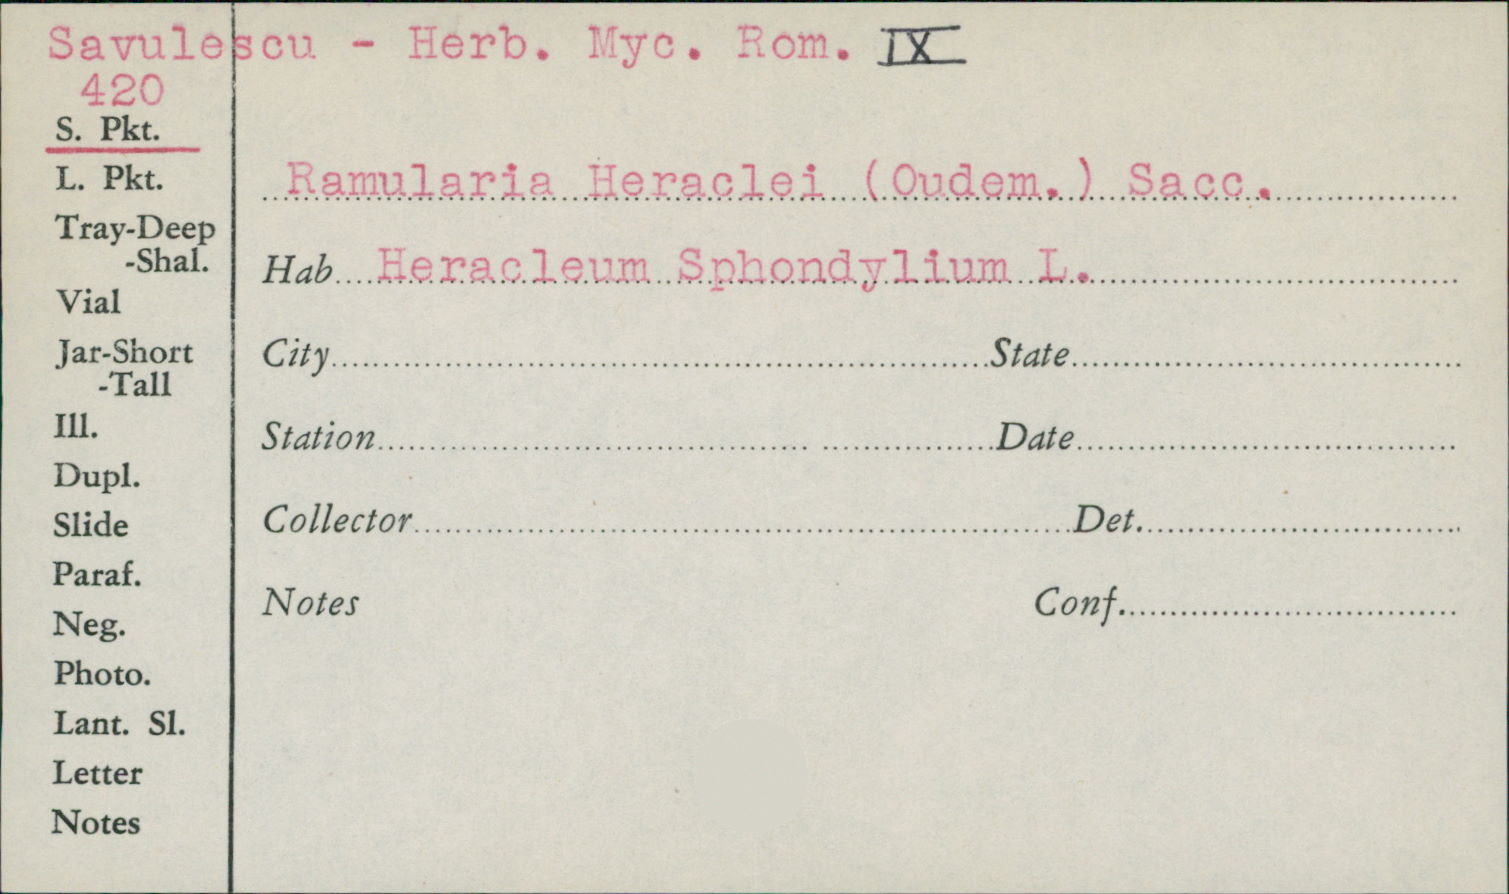 Savulescu - Herb. Myc. Rom. IX
420
S. Pkt.
L. Pkt.
Ramularia Heraclei (Oudem.) Sacc.
Tray-Deep
-Shal.
Hab. Heracleum Sphondylium L.
Vial
Jar-Short
-Tall
City State
Ill.
Station Date
Dupl.
Slide
Collector Det.
Paraf.
Neg.
Notes Conf.
Photo.
Lant. Sl.
Letter
Notes